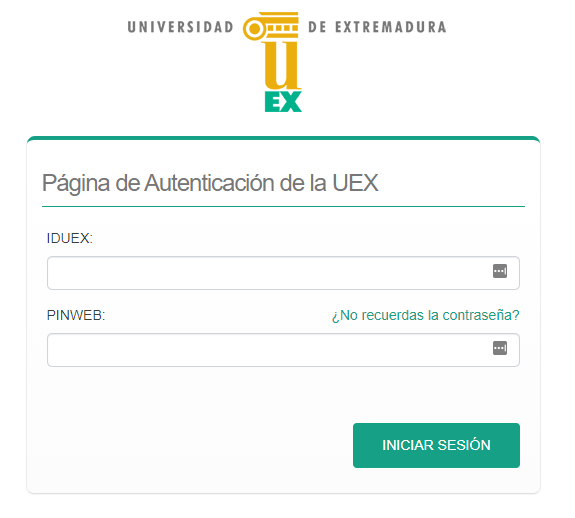 UNIVERSIDAD DE EXTREMADURA
u
EX
Página de Autenticación de la UEX
IDUEX:
PINWEB: ¿No recuerdas la contraseña?
INICIAR SESIÓN